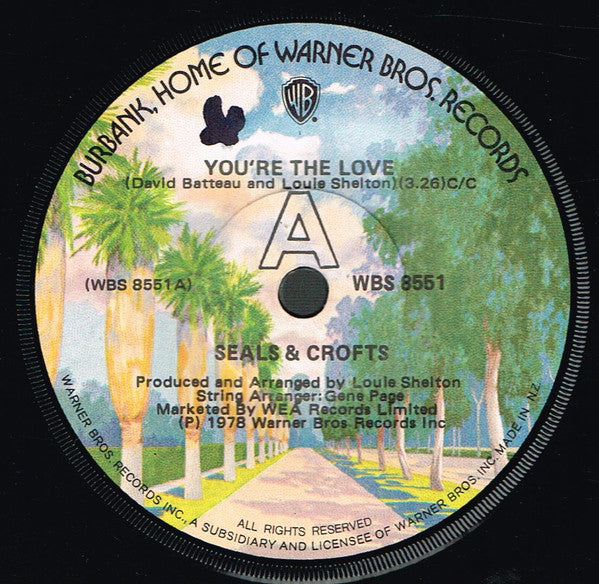 BURBANK, HOME OF WARNER BROS. RECORDS
WB
YOU'RE THE LOVE
(David Batteau and Louie Shelton)(3.26)C/C
A
(WBS 8551A)
WBS 8551
SEALS & CROFTS
Produced and Arranged by Louie Shelton
String Arranger: Gene Page
Marketed By WEA Records Limited
(P) 1978 Warner Bros Records Inc
ALL RIGHTS RESERVED
WARNER BROS. RECORDS INC., A SUBSIDIARY AND LICENSEE OF WARNER BROS. INC. MADE IN N.Z.